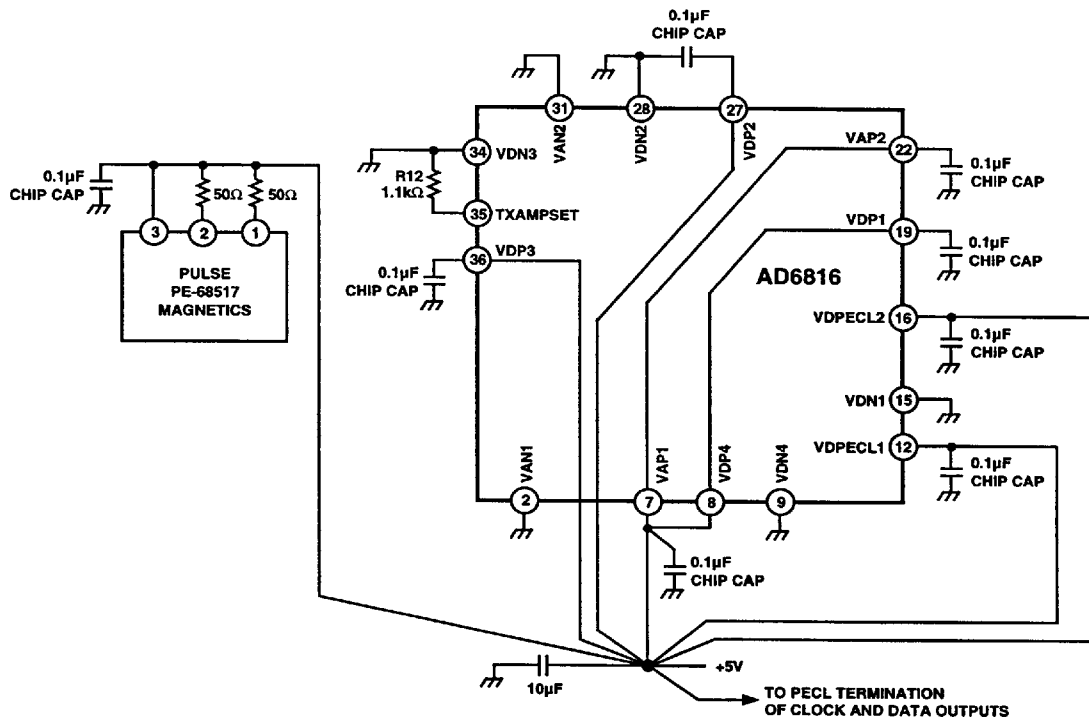 0.1µF
CHIP CAP
31
28
27
VAN2
VDN2
VDP2
34
VDN3
VAP2
22
0.1µF
CHIP CAP
R12
1.1kΩ
0.1µF
CHIP CAP
50Ω
50Ω
35
TXAMPSET
VDP1
19
0.1µF
CHIP CAP
3
2
1
36
VDP3
0.1µF
CHIP CAP
PULSE
PE-68517
MAGNETICS
AD6816
VDPECL2
16
0.1µF
CHIP CAP
VDN1
15
VDPECL1
12
0.1µF
CHIP CAP
VAN1
VAP1
VDP4
VDN4
2
7
8
9
0.1µF
CHIP CAP
+5V
10µF
TO PECL TERMINATION
OF CLOCK AND DATA OUTPUTS